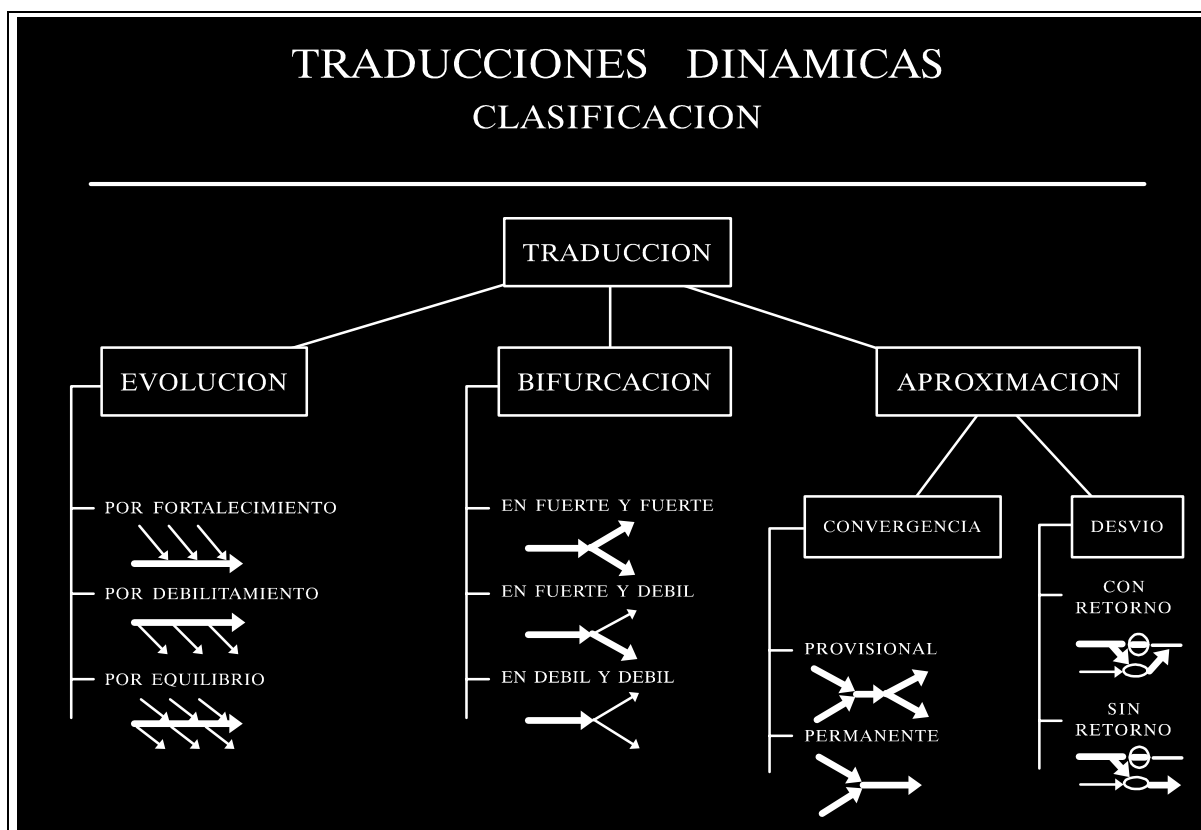 TRADUCCIONES DINAMICAS
CLASIFICACION
TRADUCCION
EVOLUCION
POR FORTALECIMIENTO
POR DEBILITAMIENTO
POR EQUILIBRIO
BIFURCACION
EN FUERTE Y FUERTE
EN FUERTE Y DEBIL
EN DEBIL Y DEBIL
APROXIMACION
CONVERGENCIA
PROVISIONAL
PERMANENTE
DESVIO
CON
RETORNO
SIN
RETORNO